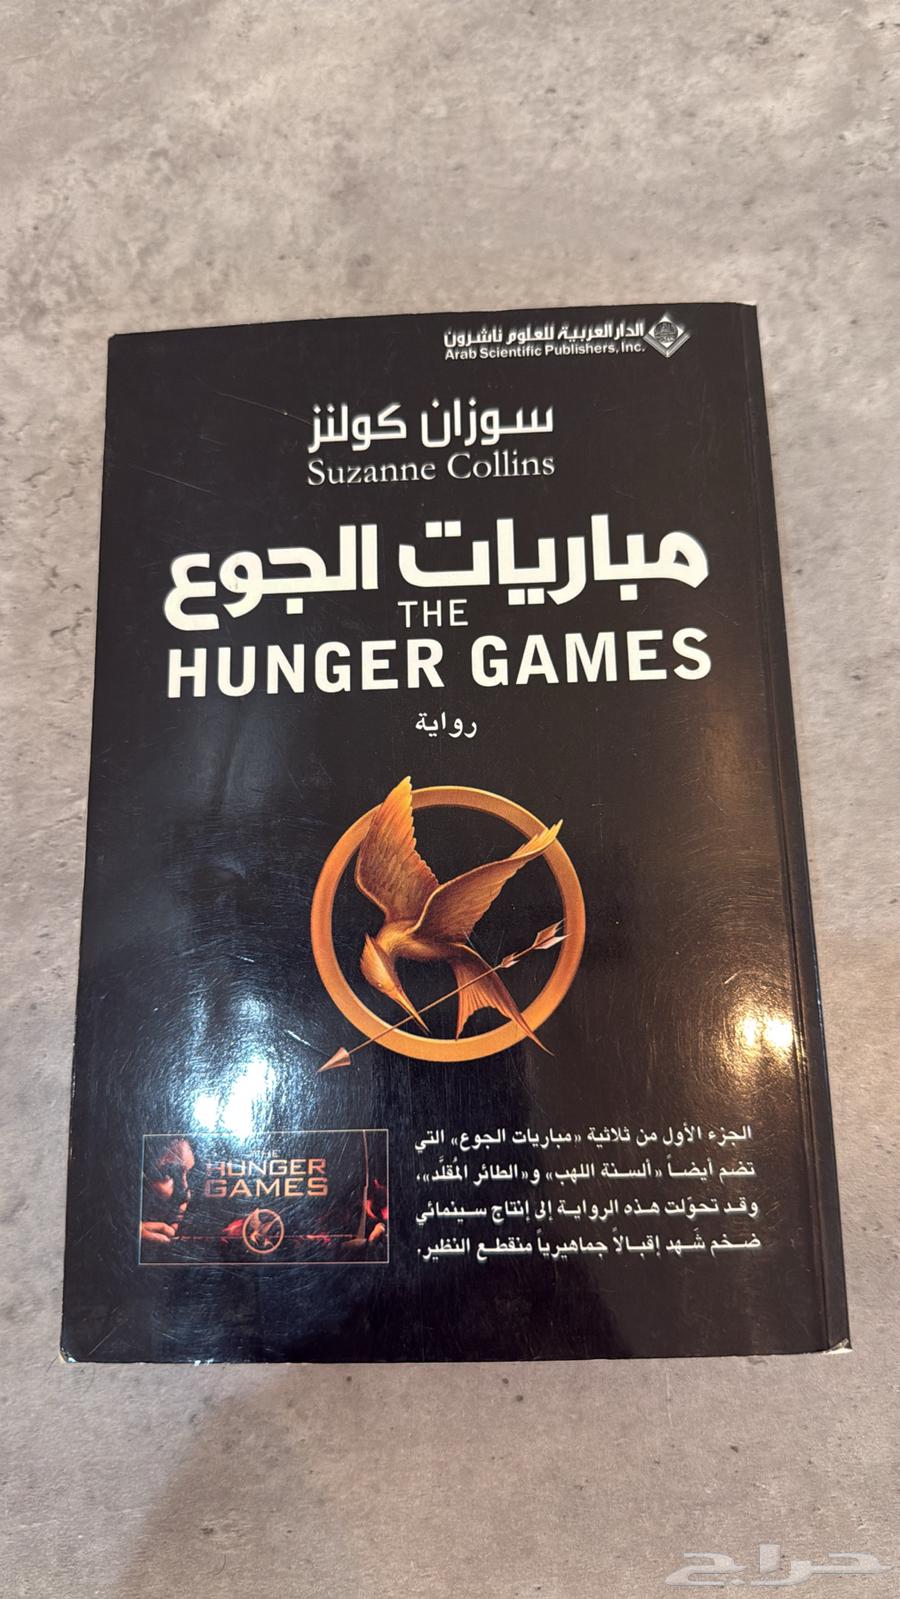 الدار العربية للعلوم ناشرون
Arab Scientific Publishers, Inc.
سوزان كولنز
Suzanne Collins
مباريات الجوع
THE
HUNGER GAMES
رواية
الجزء الأول من ثلاثية «مباريات الجوع» التي
تضم أيضاً «ألسنة اللهب» و«الطائر المُقلَّد»،
وقد تحوّلت هذه الرواية إلى إنتاج سينمائي
ضخم شهد إقبالاً جماهيرياً منقطع النظير.
THE
HUNGER
GAMES
حراج